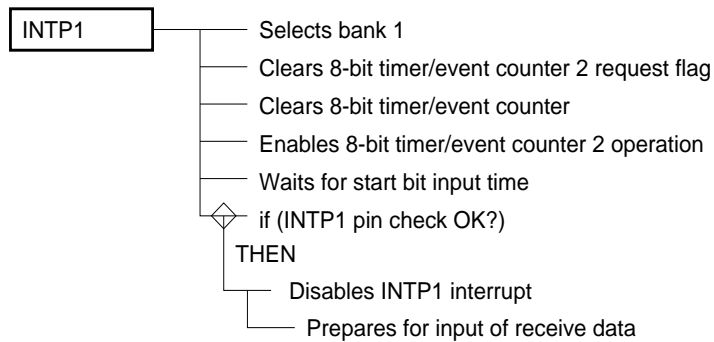 INTP1
Selects bank 1
Clears 8-bit timer/event counter 2 request flag
Clears 8-bit timer/event counter
Enables 8-bit timer/event counter 2 operation
Waits for start bit input time
if (INTP1 pin check OK?)
THEN
Disables INTP1 interrupt
Prepares for input of receive data